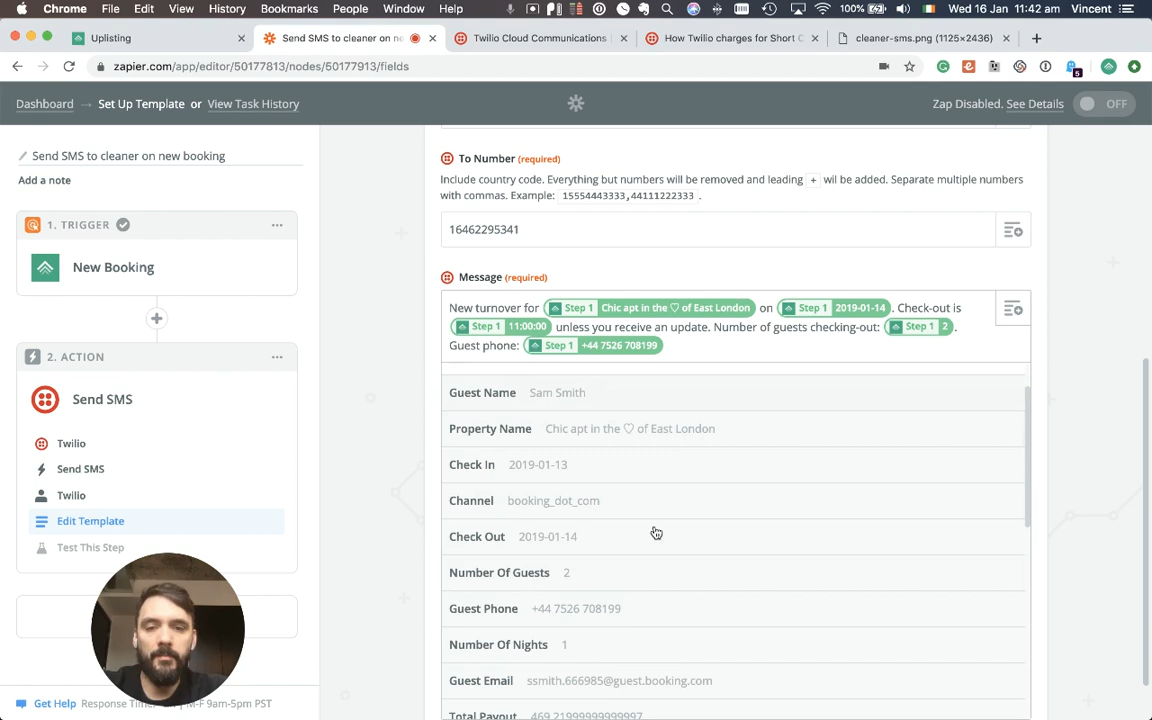 Chrome File Edit View History Bookmarks People Window Help 100% Wed 16 Jan 11:42 am Vincent
Uplisting
Send SMS to cleaner on ne
Twilio Cloud Communications
How Twilio charges for Short C
cleaner-sms.png (1125×2436)
zapier.com/app/editor/50177813/nodes/50177913/fields
5
Dashboard → Set Up Template or View Task History
Zap Disabled. See Details OFF
Send SMS to cleaner on new booking
Add a note
1. TRIGGER
New Booking
2. ACTION
Send SMS
Twilio
Send SMS
Twilio
Edit Template
Test This Step
Get Help
M-F 9am-5pm PST
To Number (required)
Include country code. Everything but numbers will be removed and leading + wil be added. Separate multiple numbers
with commas. Example: 15554443333,44111222333 .
16462295341
Message (required)
New turnover for Step 1 Chic apt in the ♡ of East London on Step 1 2019-01-14 . Check-out is
Step 1 11:00:00 unless you receive an update. Number of guests checking-out: Step 1 2 .
Guest phone: Step 1 +44 7526 708199
Guest Name Sam Smith
Property Name Chic apt in the ♡ of East London
Check In 2019-01-13
Channel booking_dot_com
Check Out 2019-01-14
Number Of Guests 2
Guest Phone +44 7526 708199
Number Of Nights 1
Guest Email ssmith.666985@guest.booking.com
Total Payout 469.21999999999997